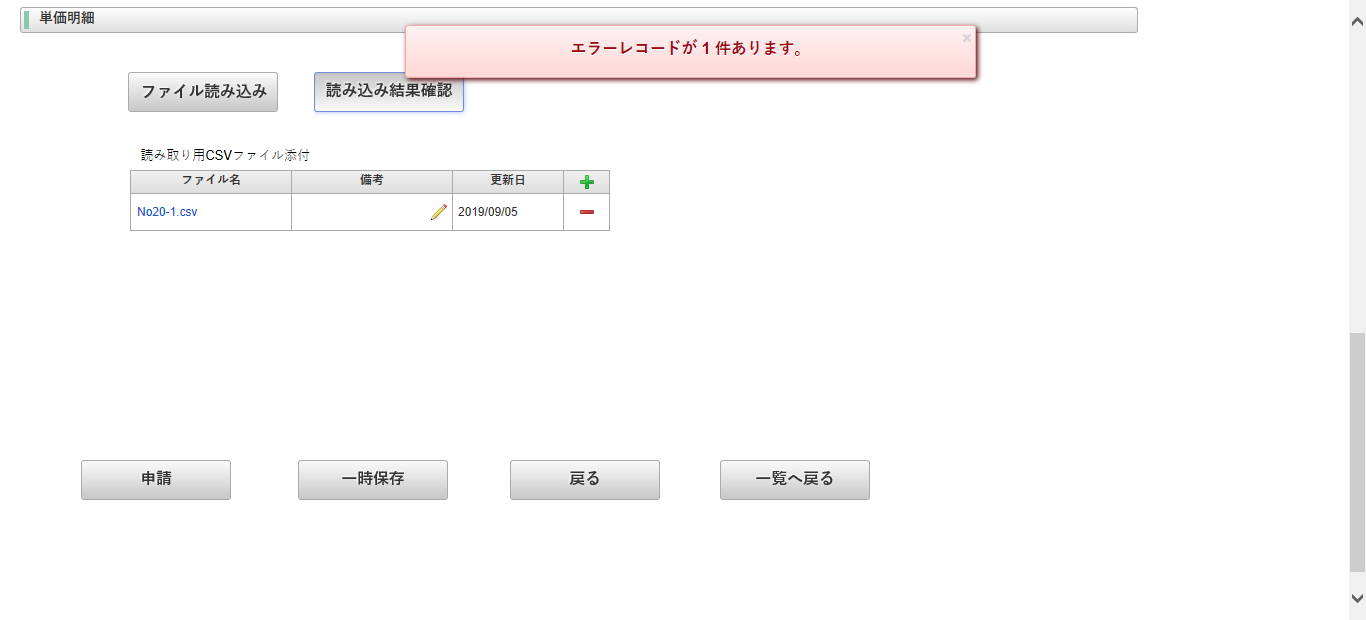 単価明細
エラーレコードが 1 件あります。
×
ファイル読み込み
読み込み結果確認
読み取り用CSVファイル添付
ファイル名 備考 更新日
No20-1.csv 2019/09/05
申請 一時保存 戻る 一覧へ戻る